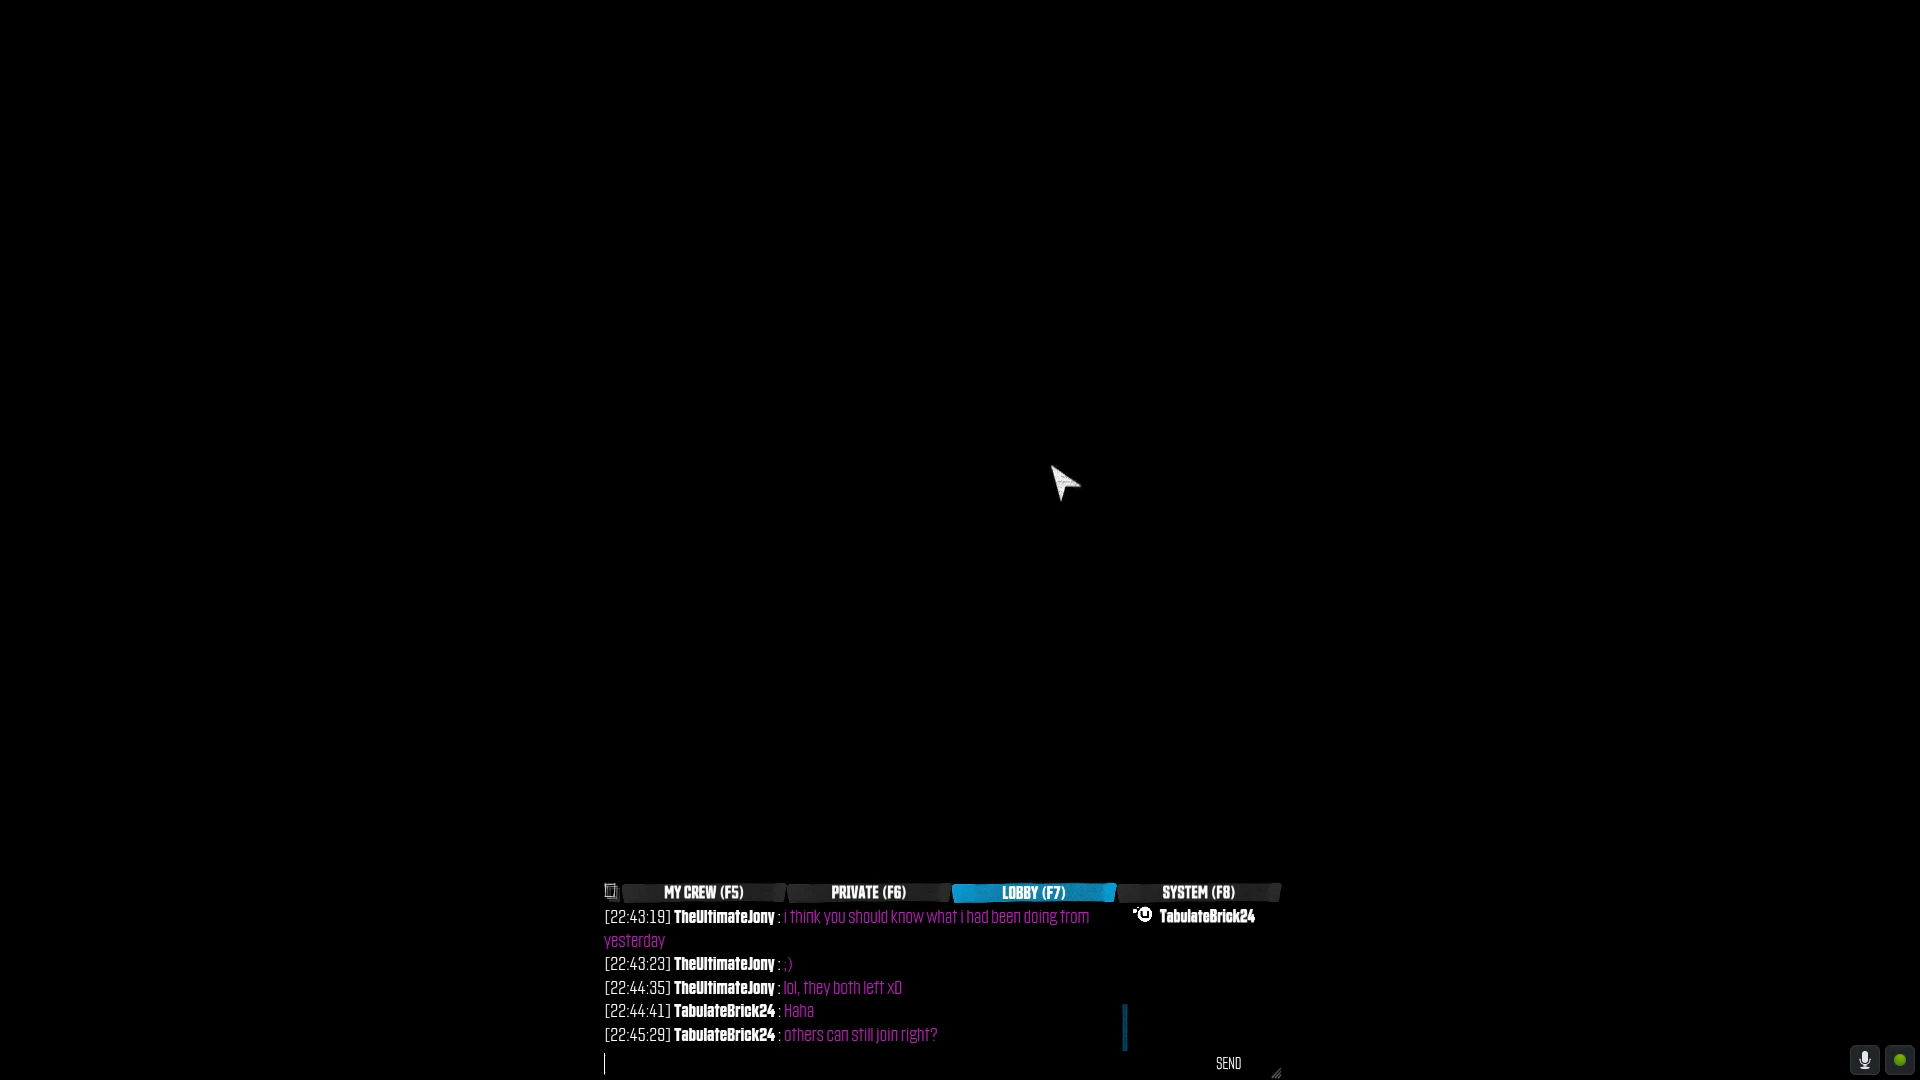 MY CREW (F5) PRIVATE (F6) LOBBY (F7) SYSTEM (F8)
[22:43:19] TheUltimateJony : i think you should know what i had been doing from
yesterday
TabulateBrick24
[22:43:23] TheUltimateJony : ;)
[22:44:35] TheUltimateJony : lol, they both left xD
[22:44:41] TabulateBrick24 : Haha
[22:45:29] TabulateBrick24 : others can still join right?
SEND